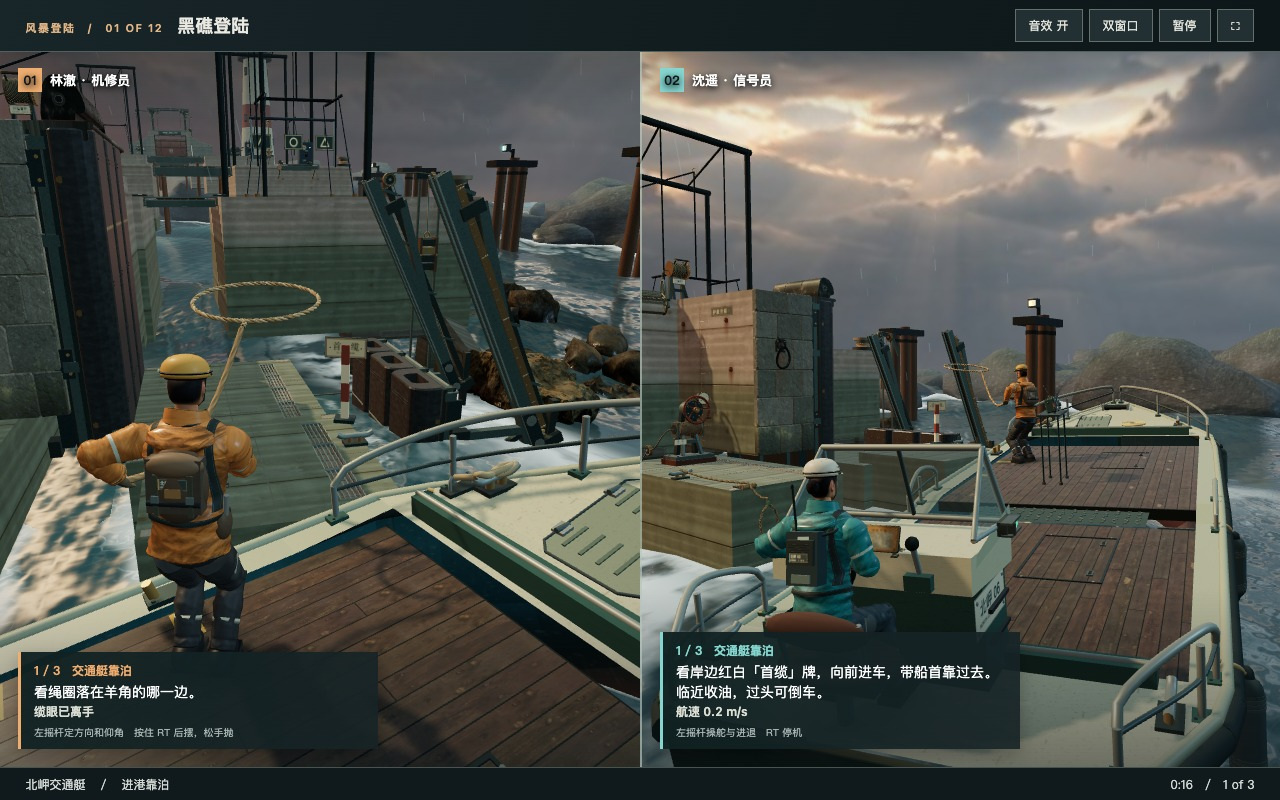 风暴登陆 / 01 OF 12 黑礁登陆
音效 开 双窗口 暂停
01 林澈 · 机修员
02 沈遥 · 信号员
首缆
北岬 06
1 / 3 交通艇靠泊
看绳圈落在羊角的哪一边。
缆眼已离手
左摇杆定方向和仰角 按住 RT 后摆，松手抛
1 / 3 交通艇靠泊
看岸边红白「首缆」牌，向前进车，带船首靠过去。
临近收油，过头可倒车。
航速 0.2 m/s
左摇杆操舵与进退 RT 停机
北岬交通艇 / 进港靠泊
0:16 / 1 of 3